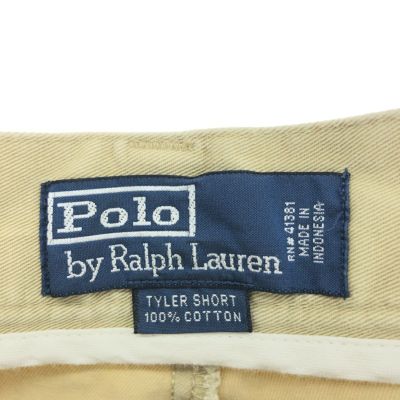 Polo
by Ralph Lauren
RN# 41381
MADE IN
INDONESIA
TYLER SHORT
100% COTTON